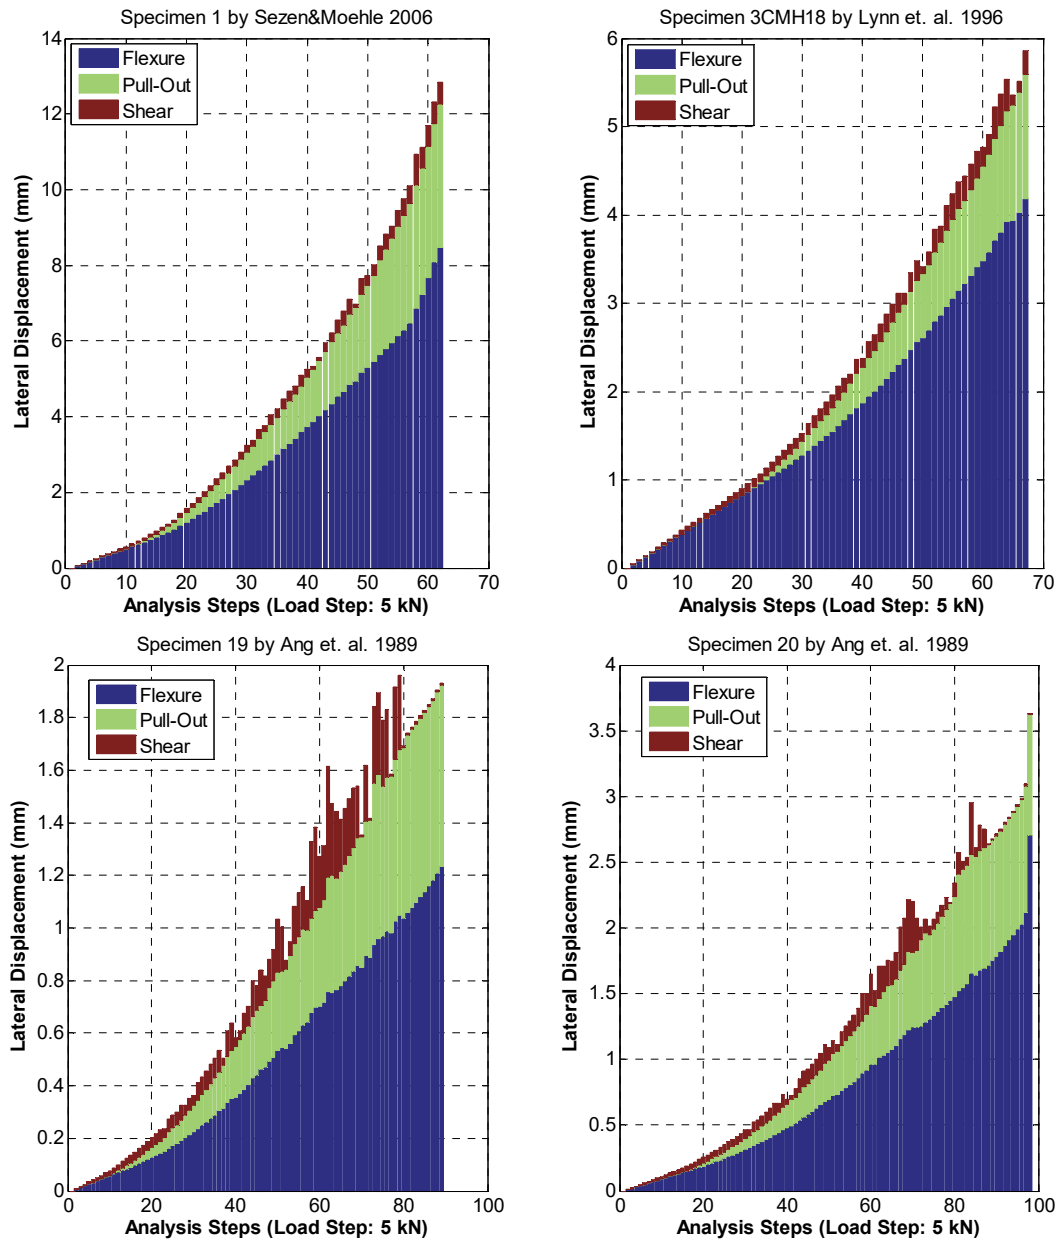 Specimen 1 by Sezen&Moehle 2006
14
12
10
8
6
4
2
0
Lateral Displacement (mm)
Flexure
Pull-Out
Shear
0 10 20 30 40 50 60 70
Analysis Steps (Load Step: 5 kN)
Specimen 3CMH18 by Lynn et. al. 1996
6
5
4
3
2
1
0
Lateral Displacement (mm)
Flexure
Pull-Out
Shear
0 10 20 30 40 50 60 70
Analysis Steps (Load Step: 5 kN)
Specimen 19 by Ang et. al. 1989
2
1.8
1.6
1.4
1.2
1
0.8
0.6
0.4
0.2
0
Lateral Displacement (mm)
Flexure
Pull-Out
Shear
0 20 40 60 80 100
Analysis Steps (Load Step: 5 kN)
Specimen 20 by Ang et. al. 1989
4
3.5
3
2.5
2
1.5
1
0.5
0
Lateral Displacement (mm)
Flexure
Pull-Out
Shear
0 20 40 60 80 100
Analysis Steps (Load Step: 5 kN)